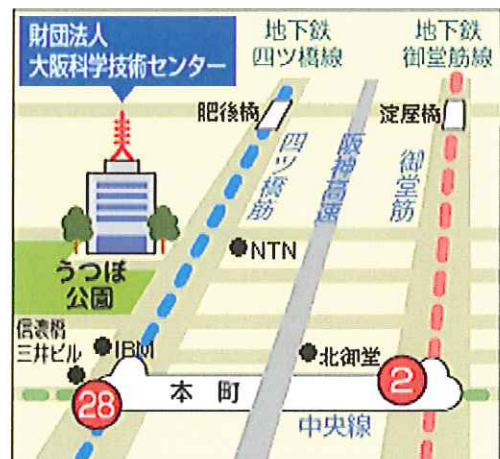 財団法人
大阪科学技術センター
地下鉄
四ツ橋線
地下鉄
御堂筋線
肥後橋
淀屋橋
四ツ橋筋
阪神高速
御堂筋
NTN
うつぼ
公園
信濃橋
三井ビル
IBM
北御堂
28
本町
2
中央線